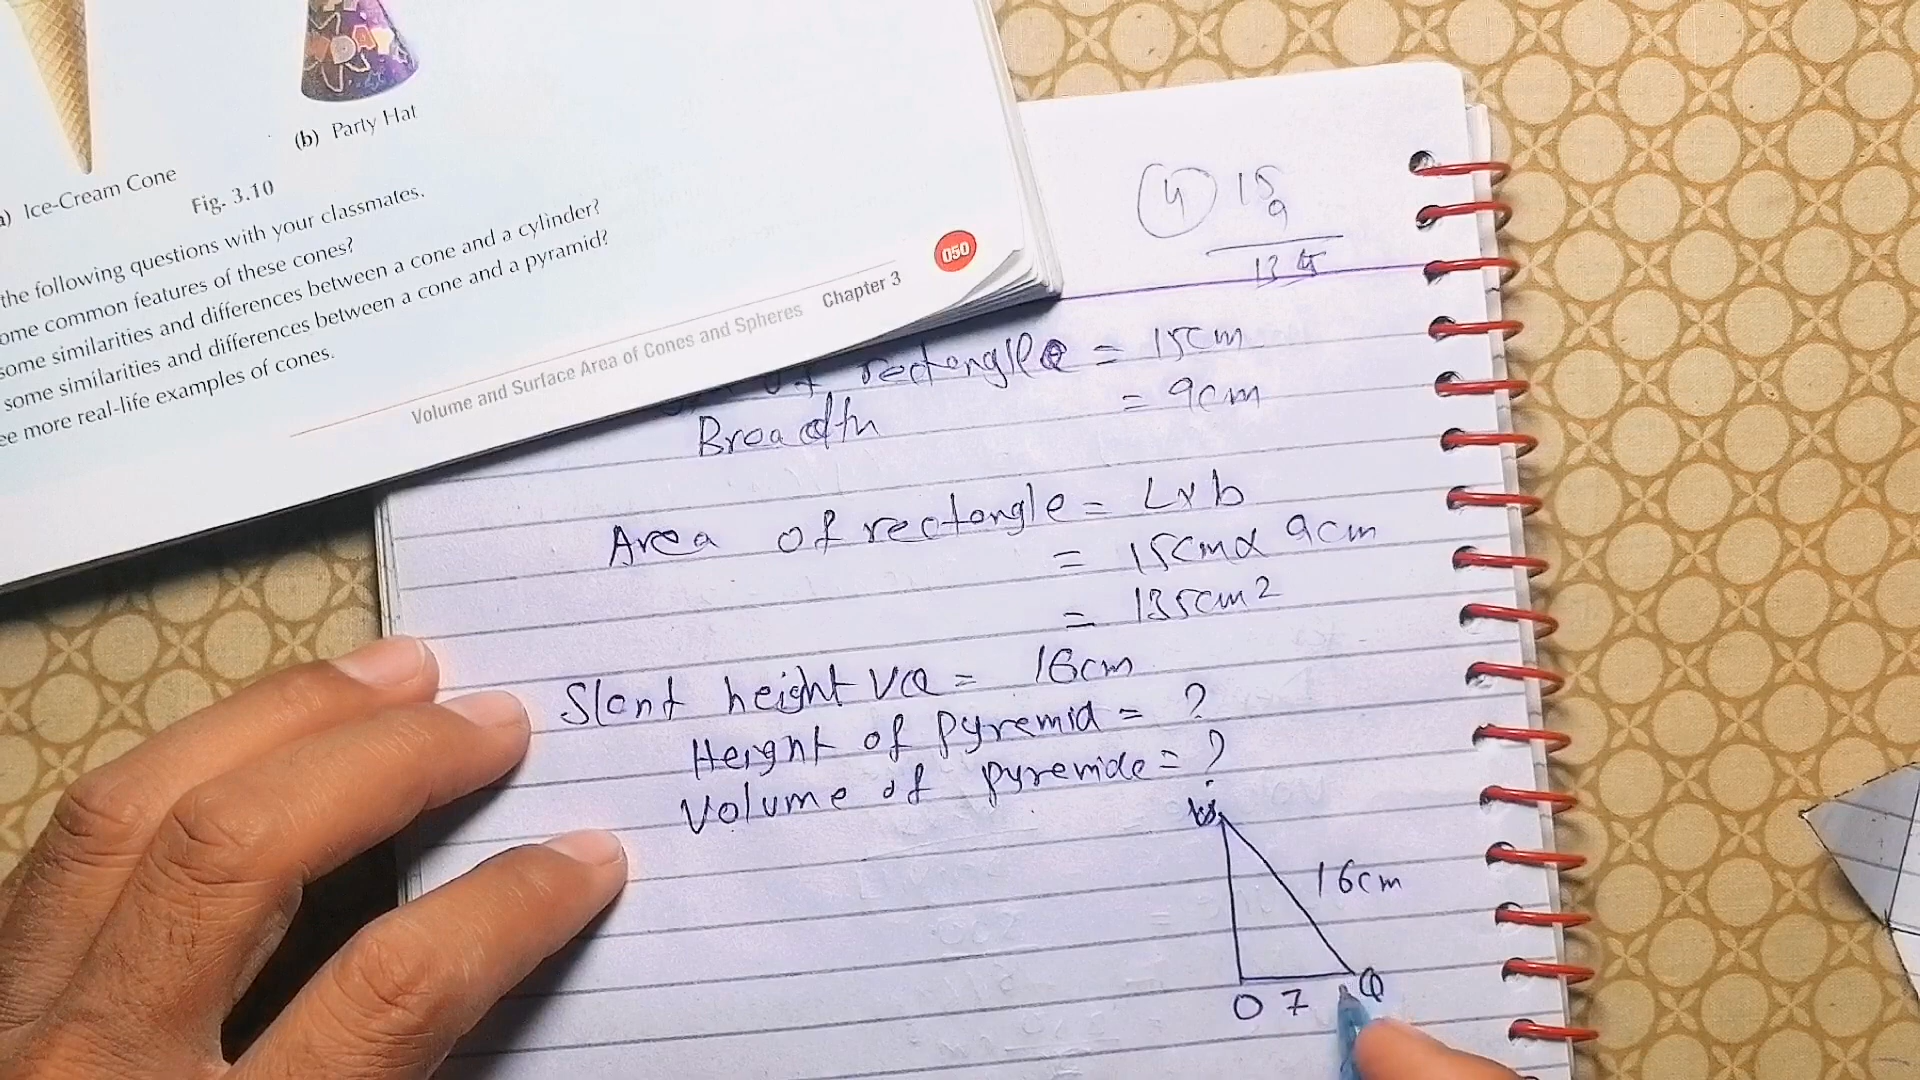 (b) Party Hat
Ice-Cream Cone
Fig. 3.10
the following questions with your classmates.
ome common features of these cones?
some similarities and differences between a cone and a cylinder?
some similarities and differences between a cone and a pyramid?
ee more real-life examples of cones.
Volume and Surface Area of Cones and Spheres Chapter 3
050
4 15
9
135
rectangle = 15cm
Breadth = 9cm
Area of rectangle = L x b
= 15cm x 9cm
= 135cm2
Slant height VQ = 16cm
Height of pyremid = ?
Volume of pyremide = ?
16cm
O 7 Q